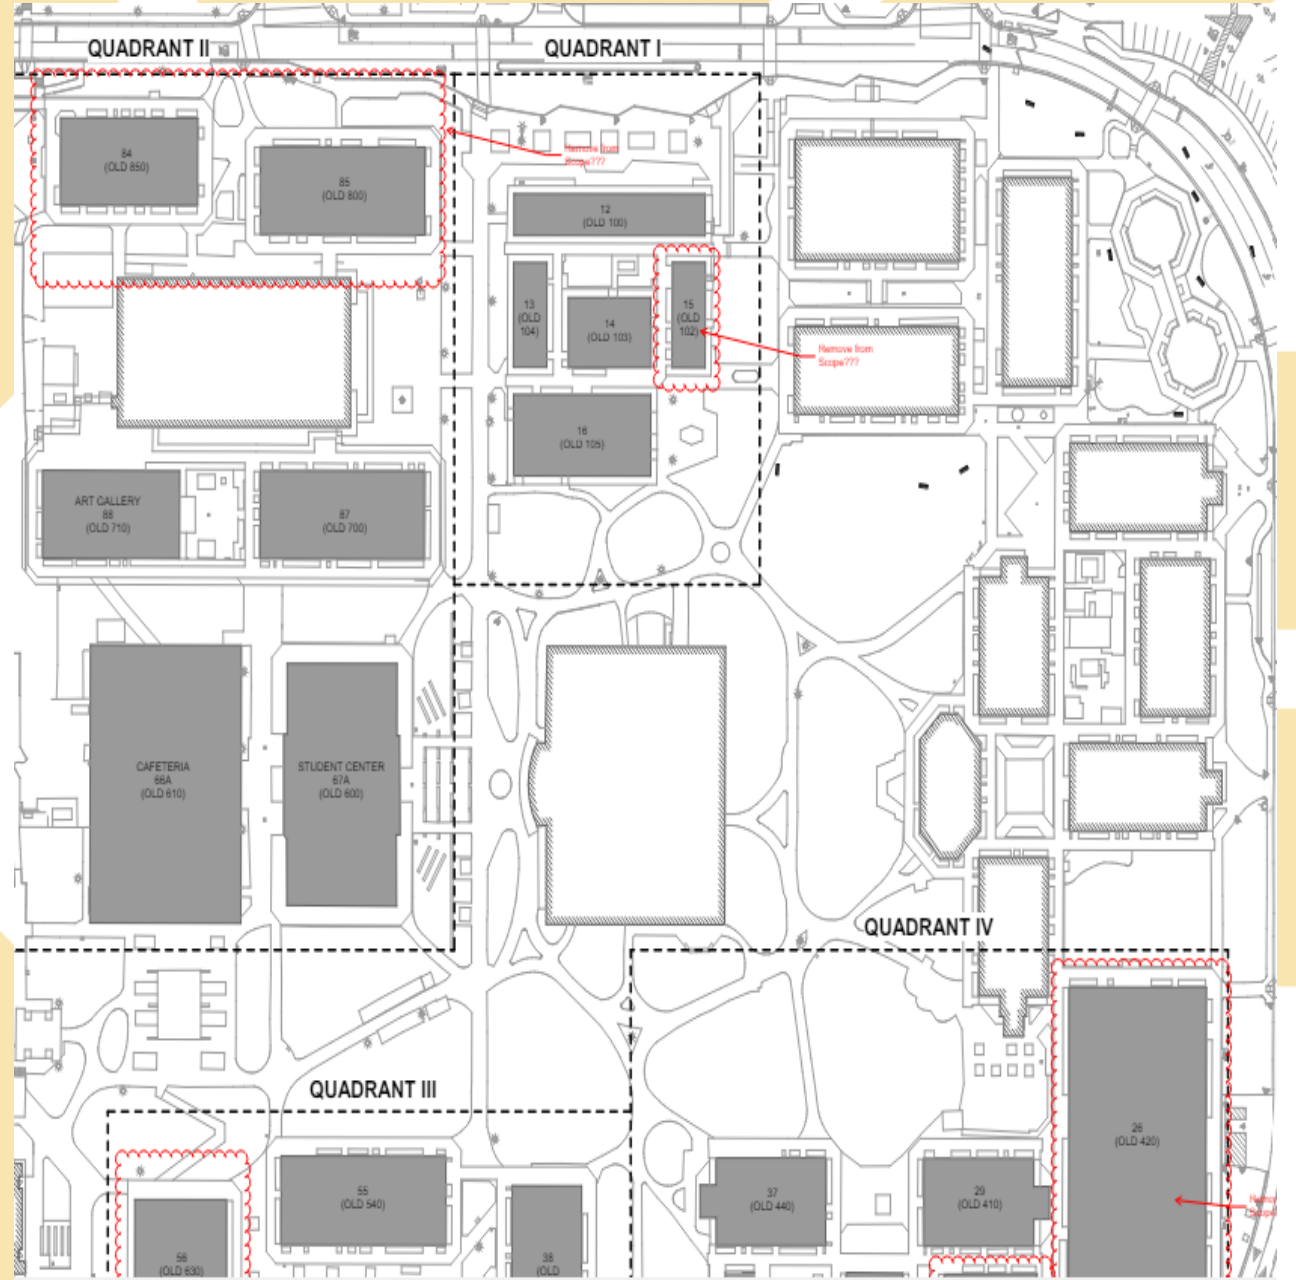 QUADRANT II
QUADRANT I
84
(OLD 850)
85
(OLD 800)
Remove from
Scope???
12
(OLD 100)
13
(OLD
104)
14
(OLD 103)
15
(OLD
102)
Remove from
Scope???
16
(OLD 105)
ART GALLERY
88
(OLD 710)
87
(OLD 700)
CAFETERIA
66A
(OLD 610)
STUDENT CENTER
67A
(OLD 600)
QUADRANT IV
QUADRANT III
26
(OLD 420)
55
(OLD 540)
37
(OLD 440)
29
(OLD 410)
56
(OLD 630)
38
(OLD